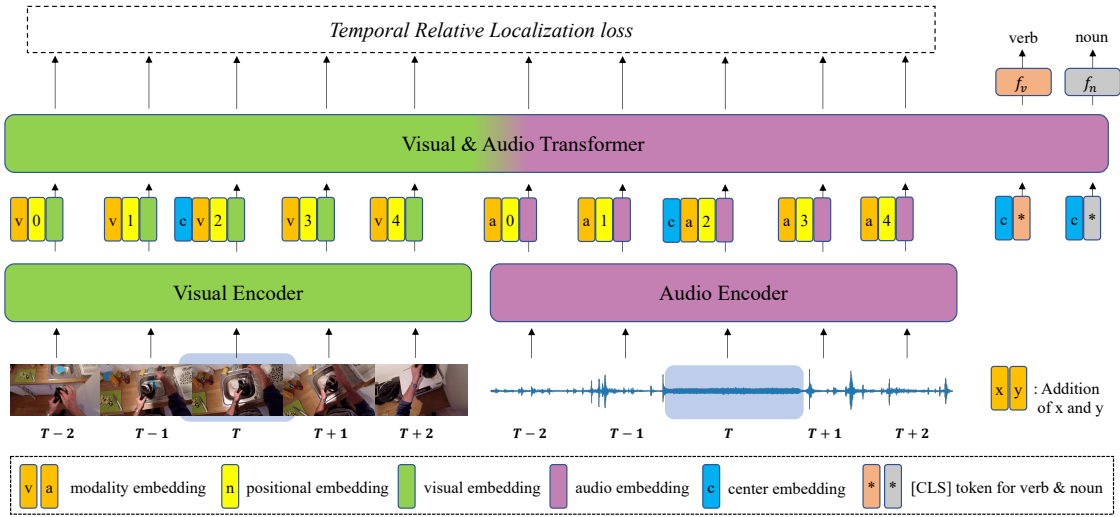 Temporal Relative Localization loss
verb noun
f_v f_n
Visual & Audio Transformer
v 0 v 1 c v 2 v 3 v 4 a 0 a 1 c a 2 a 3 a 4 c * c *
Visual Encoder Audio Encoder
x y : Addition
of x and y
T − 2 T − 1 T T + 1 T + 2 T − 2 T − 1 T T + 1 T + 2
v a modality embedding n positional embedding visual embedding audio embedding c center embedding * * [CLS] token for verb & noun